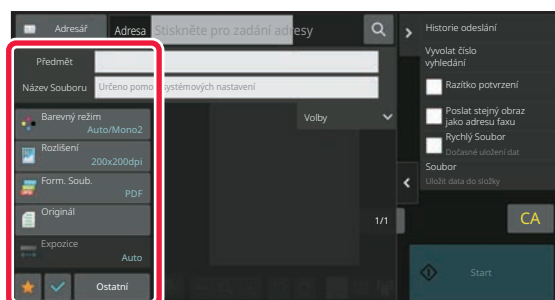 Adresář
Adresa
Stiskněte pro zadání adresy
Předmět
Název Souboru
Určeno pomo systémových nastavení
Barevný režim
Auto/Mono2
Rozlišení
200x200dpi
Form. Soub.
PDF
Originál
Expozice
Auto
Ostatní
Volby
1/1
Historie odeslání
Vyvolat číslo
vyhledání
Razítko potvrzení
Poslat stejný obraz
jako adresu faxu
Rychlý Soubor
Dočasné uložení dat
Soubor
Uložit data do složky
CA
Start